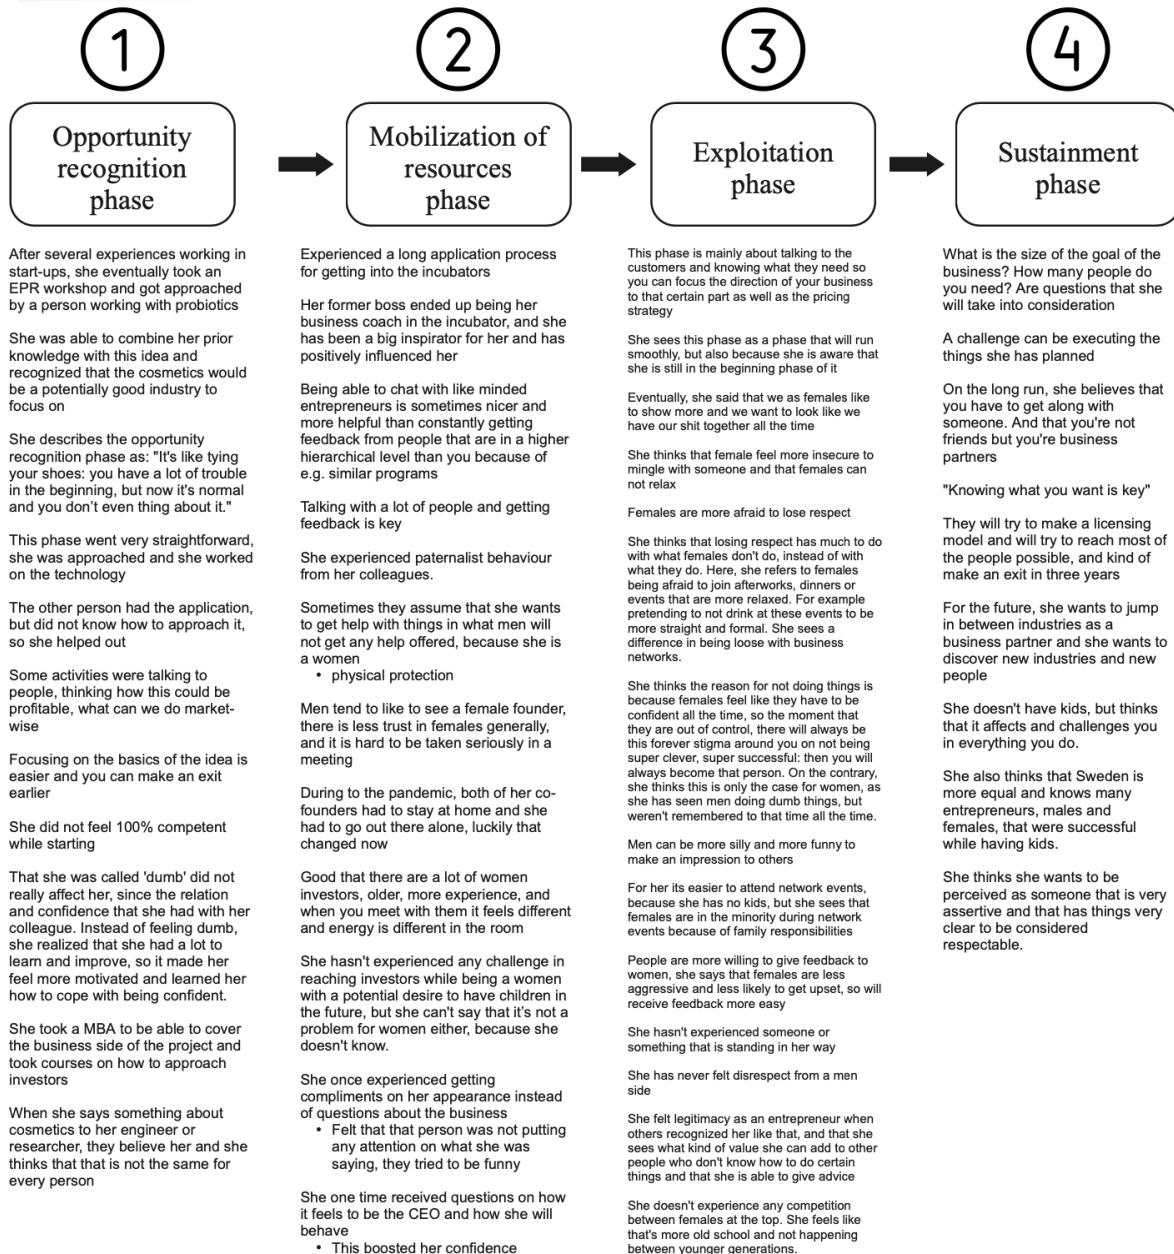 1
Opportunity
recognition
phase
After several experiences working in
start-ups, she eventually took an
EPR workshop and got approached
by a person working with probiotics
She was able to combine her prior
knowledge with this idea and
recognized that the cosmetics would
be a potentially good industry to
focus on
She describes the opportunity
recognition phase as: "It's like tying
your shoes: you have a lot of trouble
in the beginning, but now it's normal
and you don't even thing about it."
This phase went very straightforward,
she was approached and she worked
on the technology
The other person had the application,
but did not know how to approach it,
so she helped out
Some activities were talking to
people, thinking how this could be
profitable, what can we do market-
wise
Focusing on the basics of the idea is
easier and you can make an exit
earlier
She did not feel 100% competent
while starting
That she was called 'dumb' did not
really affect her, since the relation
and confidence that she had with her
colleague. Instead of feeling dumb,
she realized that she had a lot to
learn and improve, so it made her
feel more motivated and learned her
how to cope with being confident.
She took a MBA to be able to cover
the business side of the project and
took courses on how to approach
investors
When she says something about
cosmetics to her engineer or
researcher, they believe her and she
thinks that that is not the same for
every person
2
Mobilization of
resources
phase
Experienced a long application process
for getting into the incubators
Her former boss ended up being her
business coach in the incubator, and she
has been a big inspirator for her and has
positively influenced her
Being able to chat with like minded
entrepreneurs is sometimes nicer and
more helpful than constantly getting
feedback from people that are in a higher
hierarchical level than you because of
e.g. similar programs
Talking with a lot of people and getting
feedback is key
She experienced paternalist behaviour
from her colleagues.
Sometimes they assume that she wants
to get help with things in what men will
not get any help offered, because she is
a women
• physical protection
Men tend to like to see a female founder,
there is less trust in females generally,
and it is hard to be taken seriously in a
meeting
During to the pandemic, both of her co-
founders had to stay at home and she
had to go out there alone, luckily that
changed now
Good that there are a lot of women
investors, older, more experience, and
when you meet with them it feels different
and energy is different in the room
She hasn't experienced any challenge in
reaching investors while being a women
with a potential desire to have children in
the future, but she can't say that it's not a
problem for women either, because she
doesn't know.
She once experienced getting
compliments on her appearance instead
of questions about the business
• Felt that that person was not putting
any attention on what she was
saying, they tried to be funny
She one time received questions on how
it feels to be the CEO and how she will
behave
• This boosted her confidence
3
Exploitation
phase
This phase is mainly about talking to the
customers and knowing what they need so
you can focus the direction of your business
to that certain part as well as the pricing
strategy
She sees this phase as a phase that will run
smoothly, but also because she is aware that
she is still in the beginning phase of it
Eventually, she said that we as females like
to show more and we want to look like we
have our shit together all the time
She thinks that female feel more insecure to
mingle with someone and that females can
not relax
Females are more afraid to lose respect
She thinks that losing respect has much to do
with what females don't do, instead of with
what they do. Here, she refers to females
being afraid to join afterworks, dinners or
events that are more relaxed. For example
pretending to not drink at these events to be
more straight and formal. She sees a
difference in being loose with business
networks.
She thinks the reason for not doing things is
because females feel like they have to be
confident all the time, so the moment that
they are out of control, there will always be
this forever stigma around you on not being
super clever, super successful: then you will
always become that person. On the contrary,
she thinks this is only the case for women, as
she has seen men doing dumb things, but
weren't remembered to that time all the time.
Men can be more silly and more funny to
make an impression to others
For her its easier to attend network events,
because she has no kids, but she sees that
females are in the minority during network
events because of family responsibilities
People are more willing to give feedback to
women, she says that females are less
aggressive and less likely to get upset, so will
receive feedback more easy
She hasn't experienced someone or
something that is standing in her way
She has never felt disrespect from a men
side
She felt legitimacy as an entrepreneur when
others recognized her like that, and that she
sees what kind of value she can add to other
people who don't know how to do certain
things and that she is able to give advice
She doesn't experience any competition
between females at the top. She feels like
that's more old school and not happening
between younger generations.
4
Sustainment
phase
What is the size of the goal of the
business? How many people do
you need? Are questions that she
will take into consideration
A challenge can be executing the
things she has planned
On the long run, she believes that
you have to get along with
someone. And that you're not
friends but you're business
partners
"Knowing what you want is key"
They will try to make a licensing
model and will try to reach most of
the people possible, and kind of
make an exit in three years
For the future, she wants to jump
in between industries as a
business partner and she wants to
discover new industries and new
people
She doesn't have kids, but thinks
that it affects and challenges you
in everything you do.
She also thinks that Sweden is
more equal and knows many
entrepreneurs, males and
females, that were successful
while having kids.
She thinks she wants to be
perceived as someone that is very
assertive and that has things very
clear to be considered
respectable.